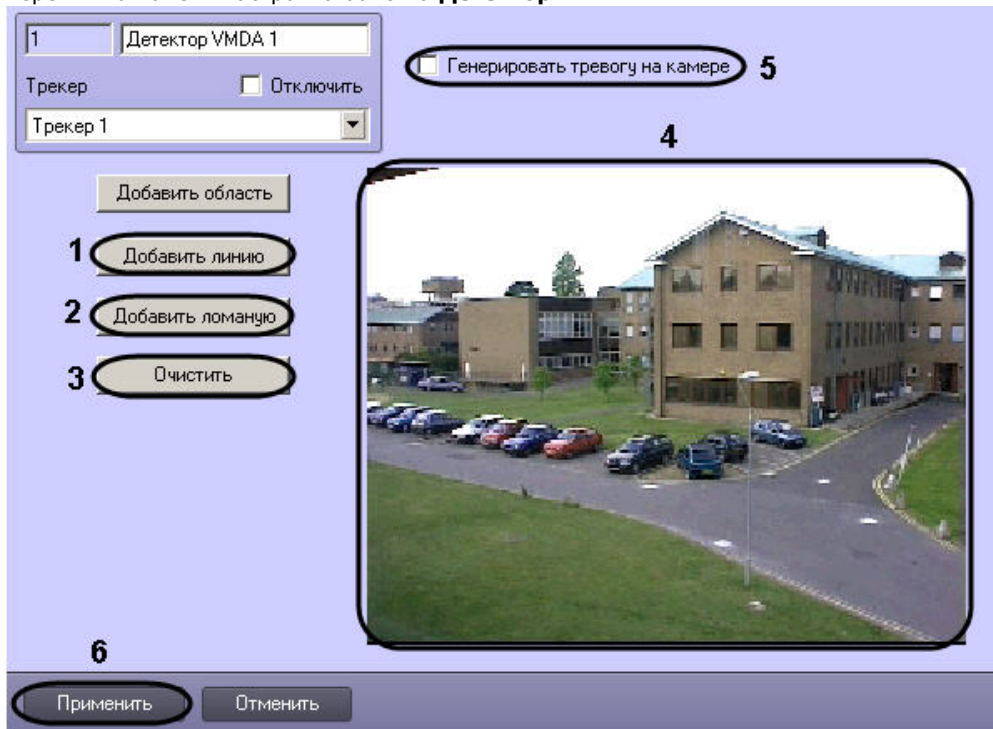 1 Детектор VMDA 1
Генерировать тревогу на камере 5
Трекер Отключить
Трекер 1
4
Добавить область
1 Добавить линию
2 Добавить ломаную
3 Очистить
6
Применить Отменить